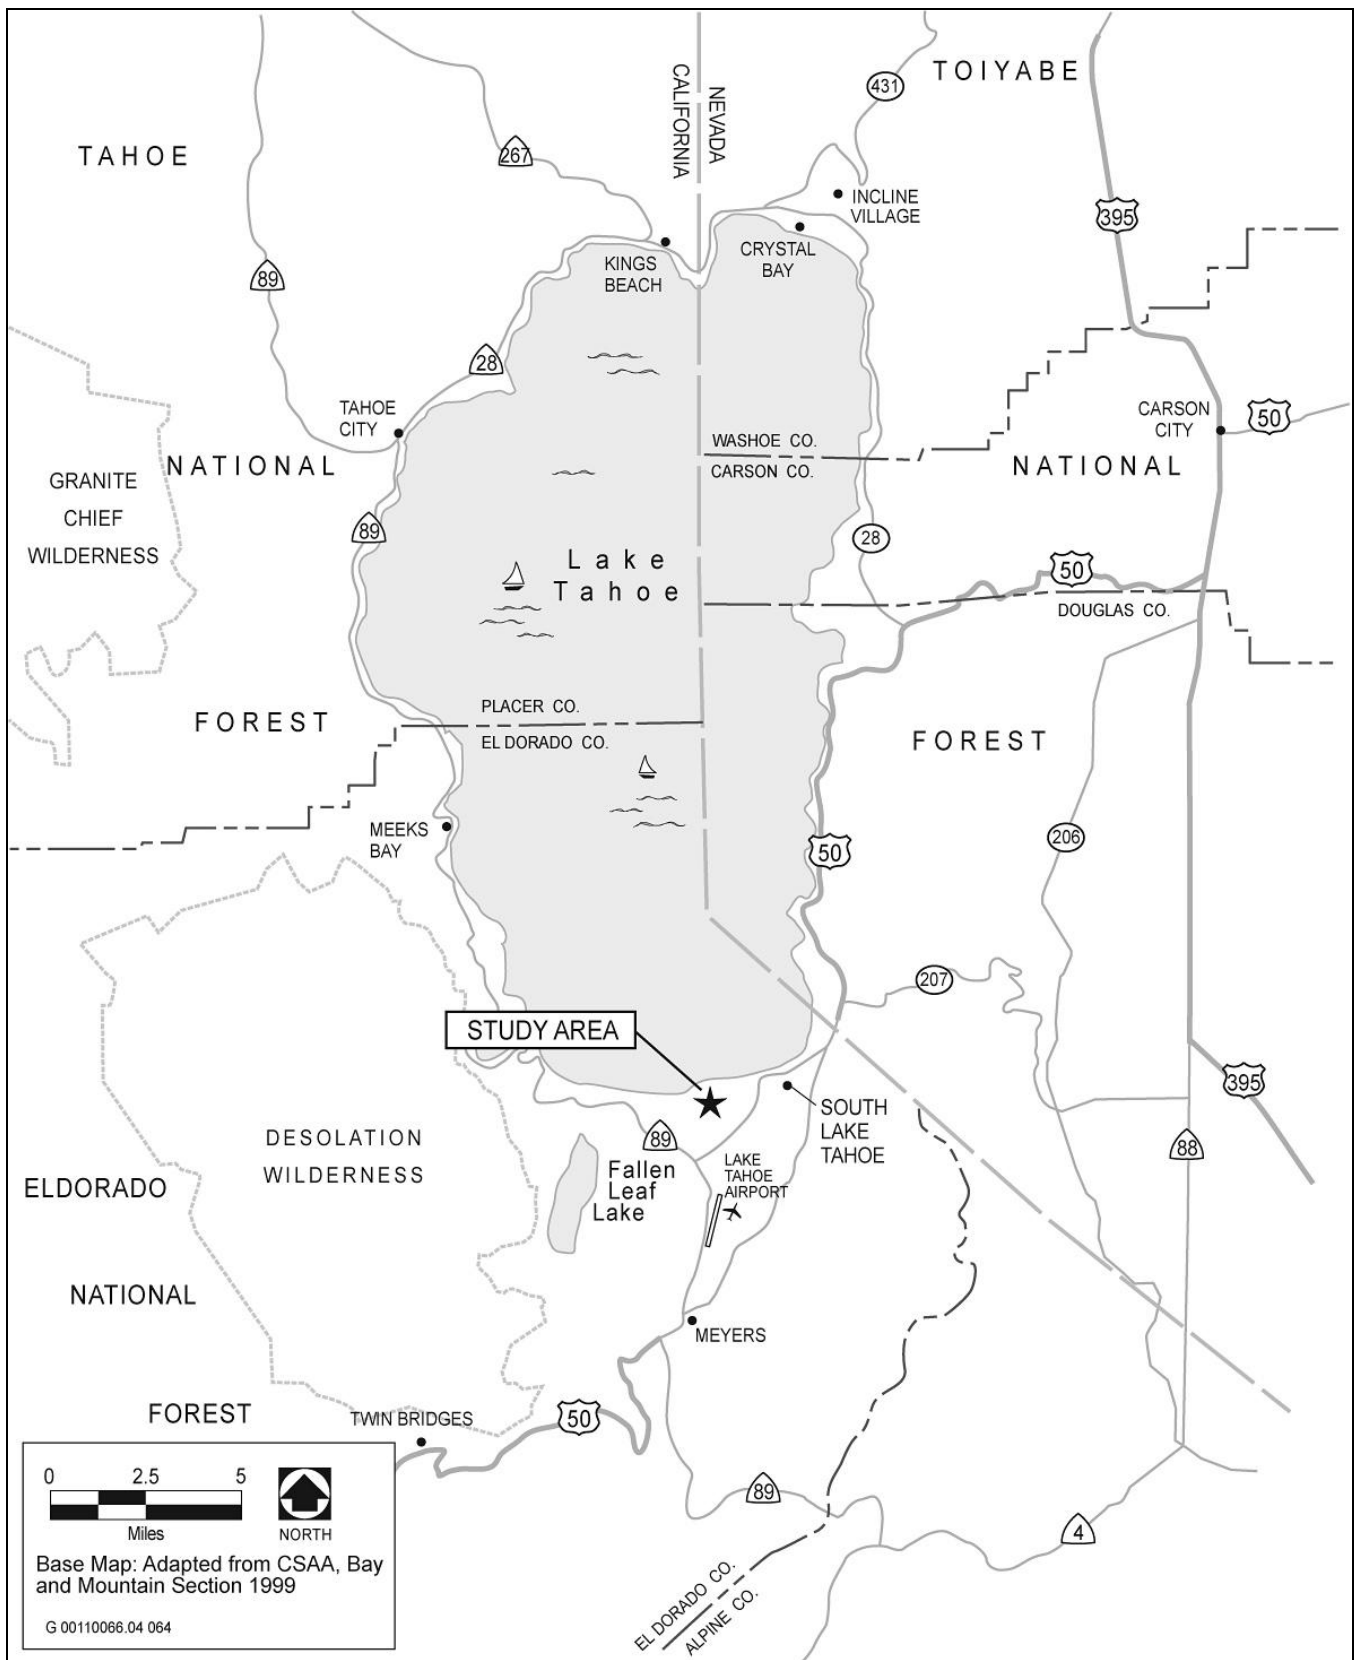 TOIYABE
CALIFORNIA
NEVADA
431
TAHOE
267
INCLINE
VILLAGE
395
KINGS
BEACH
CRYSTAL
BAY
89
28
TAHOE
CITY
CARSON
CITY
50
WASHOE CO.
CARSON CO.
NATIONAL
NATIONAL
GRANITE
CHIEF
WILDERNESS
89
28
Lake
Tahoe
50
DOUGLAS CO.
PLACER CO.
EL DORADO CO.
FOREST
FOREST
MEEKS
BAY
50
206
207
STUDY AREA
395
SOUTH
LAKE
TAHOE
89
88
DESOLATION
WILDERNESS
Fallen
Leaf
Lake
LAKE
TAHOE
AIRPORT
ELDORADO
NATIONAL
FOREST
MEYERS
TWIN BRIDGES
50
89
4
EL DORADO CO.
ALPINE CO.
0 2.5 5
Miles
NORTH
Base Map: Adapted from CSAA, Bay
and Mountain Section 1999
G 00110066.04 064